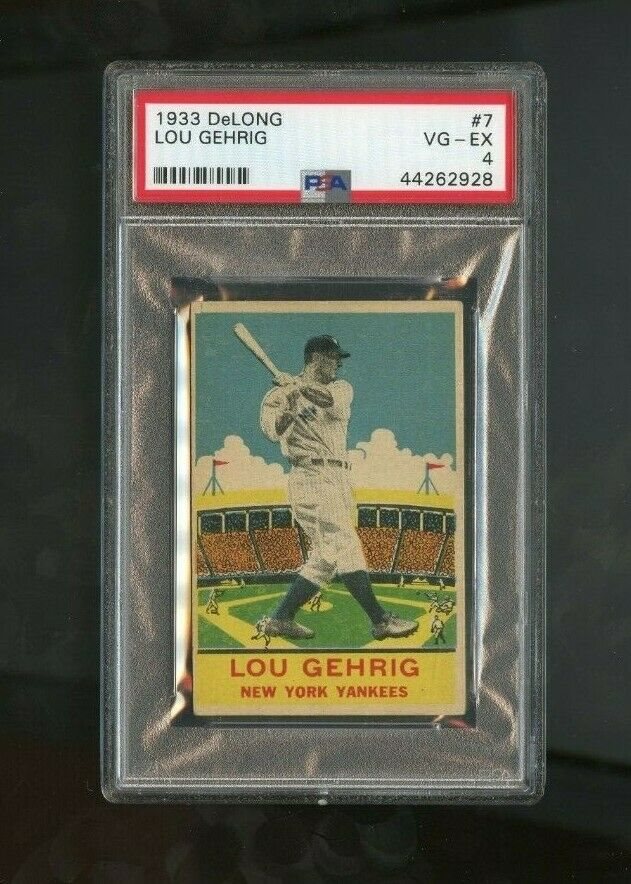 1933 DeLONG #7
LOU GEHRIG VG-EX
4
PSA 44262928
LOU GEHRIG
NEW YORK YANKEES